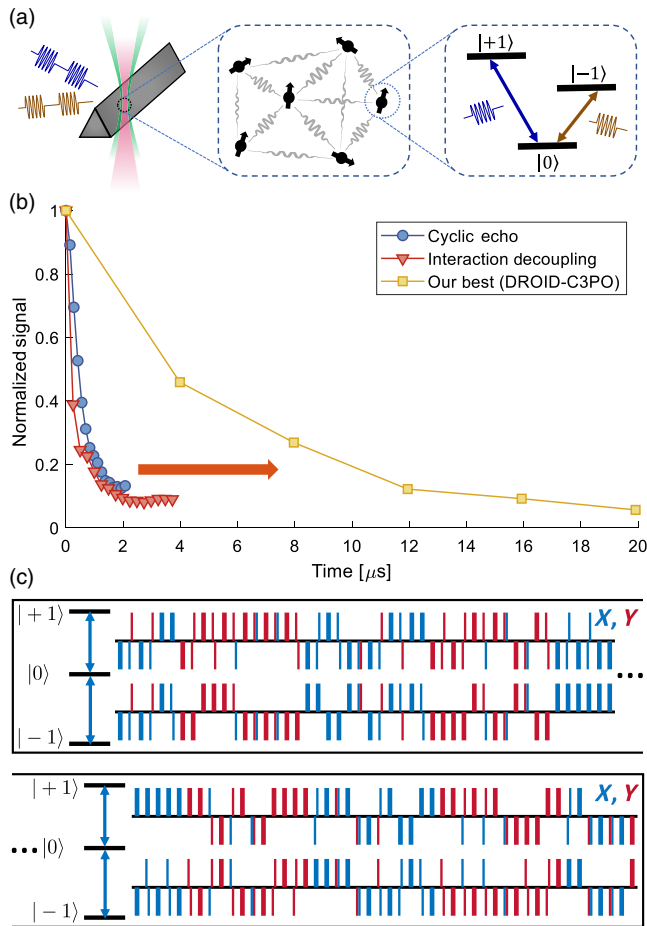 (a)
|+1⟩
|−1⟩
|0⟩
(b)
Normalized signal
1
0.8
0.6
0.4
0.2
0
Cyclic echo
Interaction decoupling
Our best (DROID-C3PO)
0 2 4 6 8 10 12 14 16 18 20
Time [μs]
(c)
|+1⟩
X, Y
|0⟩
•••
|−1⟩
|+1⟩
X, Y
•••|0⟩
|−1⟩